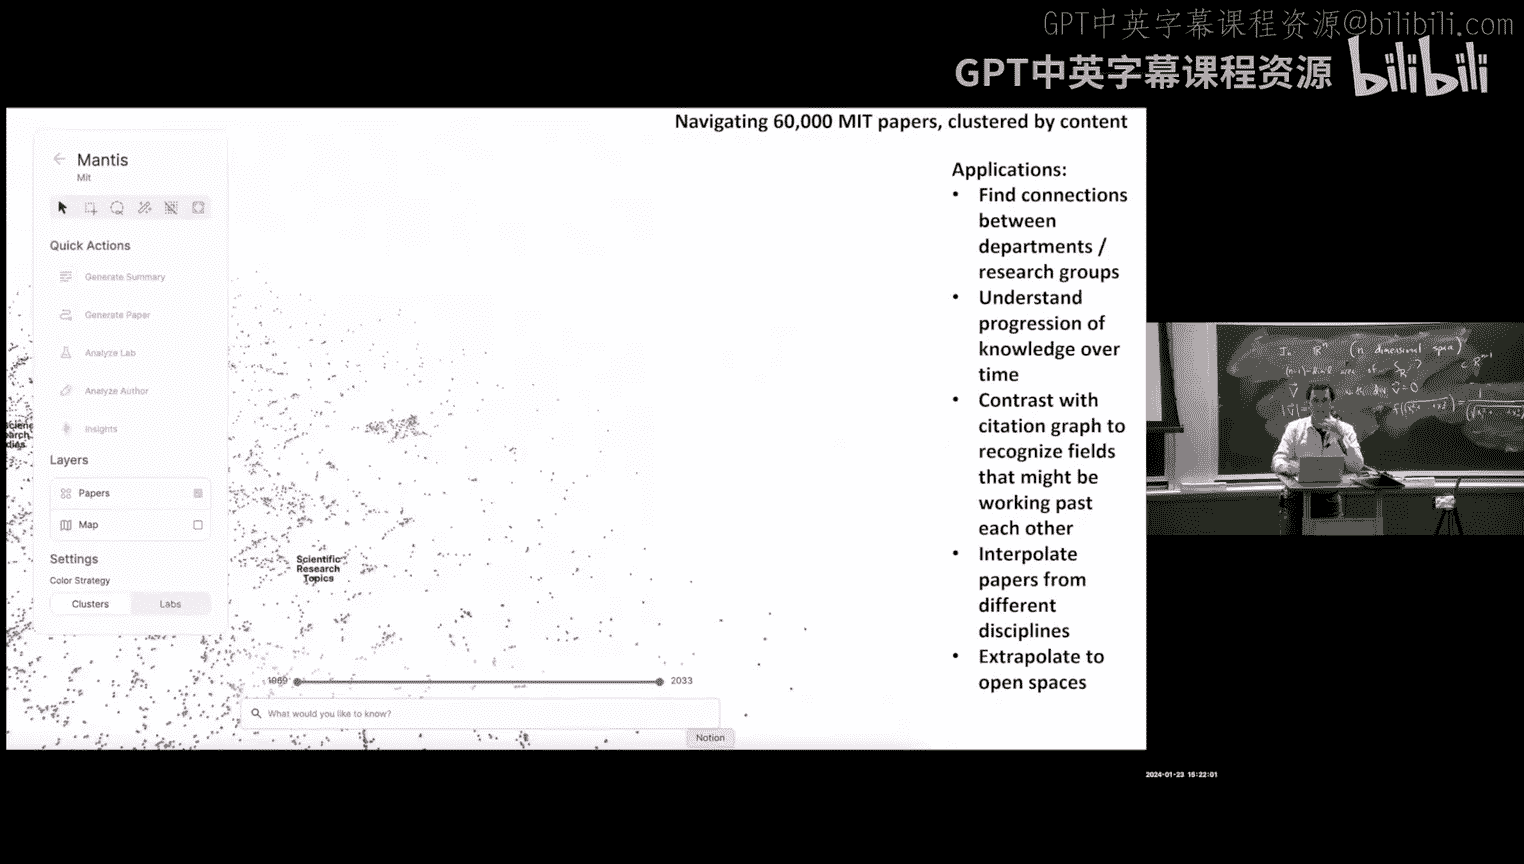 GPT中英字幕课程资源@bilibili.com
GPT中英字幕课程资源 bilibili
Navigating 60,000 MIT papers, clustered by content
Mantis
Mit
Quick Actions
Generate Summary
Generate Paper
Analyze Lab
Analyze Author
Insights
Layers
Papers
Map
Settings
Color Strategy
Clusters Labs
Scientific
Research
Topics
1969 2033
What would you like to know?
Notion
Applications:
• Find connections
between
departments /
research groups
• Understand
progression of
knowledge over
time
• Contrast with
citation graph to
recognize fields
that might be
working past
each other
• Interpolate
papers from
different
disciplines
• Extrapolate to
open spaces
In ℝⁿ (n dimensional space)
2024-01-23 15:22:01